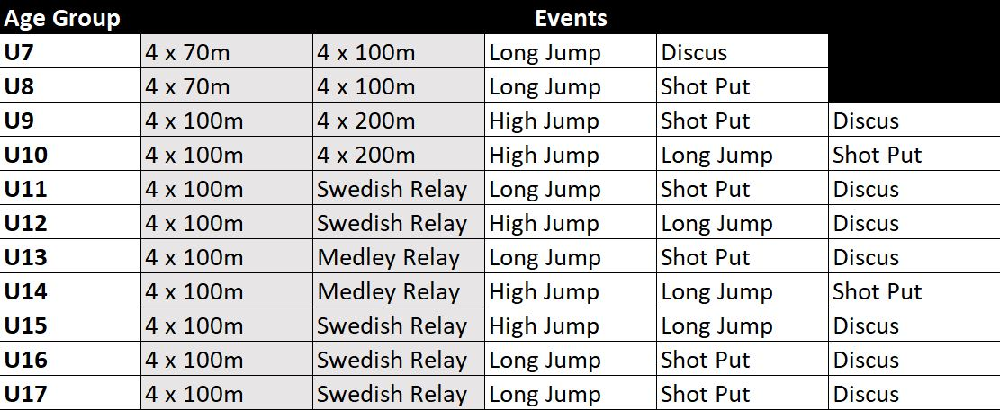 Age Group Events
U7 4 x 70m 4 x 100m Long Jump Discus
U8 4 x 70m 4 x 100m Long Jump Shot Put
U9 4 x 100m 4 x 200m High Jump Shot Put Discus
U10 4 x 100m 4 x 200m High Jump Long Jump Shot Put
U11 4 x 100m Swedish Relay Long Jump Shot Put Discus
U12 4 x 100m Swedish Relay High Jump Long Jump Discus
U13 4 x 100m Medley Relay Long Jump Shot Put Discus
U14 4 x 100m Medley Relay High Jump Long Jump Shot Put
U15 4 x 100m Swedish Relay High Jump Long Jump Discus
U16 4 x 100m Swedish Relay Long Jump Shot Put Discus
U17 4 x 100m Swedish Relay Long Jump Shot Put Discus